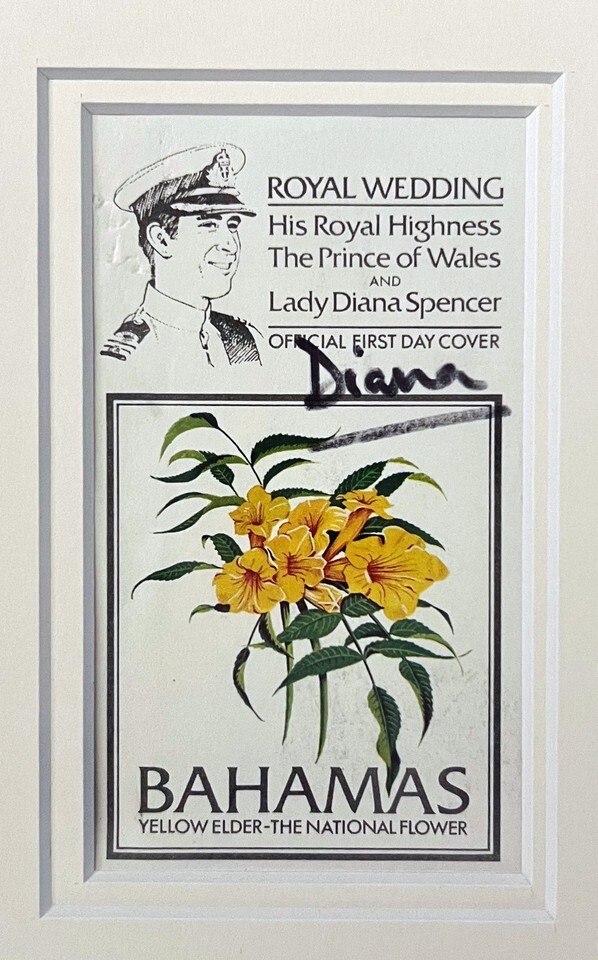 ROYAL WEDDING
His Royal Highness
The Prince of Wales
AND
Lady Diana Spencer
OFFICIAL FIRST DAY COVER
Diana
BAHAMAS
YELLOW ELDER-THE NATIONAL FLOWER